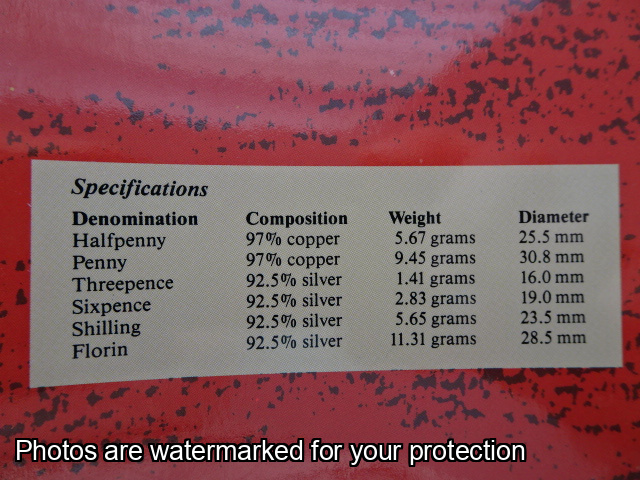 Specifications
Denomination Composition Weight Diameter
Halfpenny 97% copper 5.67 grams 25.5 mm
Penny 97% copper 9.45 grams 30.8 mm
Threepence 92.5% silver 1.41 grams 16.0 mm
Sixpence 92.5% silver 2.83 grams 19.0 mm
Shilling 92.5% silver 5.65 grams 23.5 mm
Florin 92.5% silver 11.31 grams 28.5 mm
Photos are watermarked for your protection